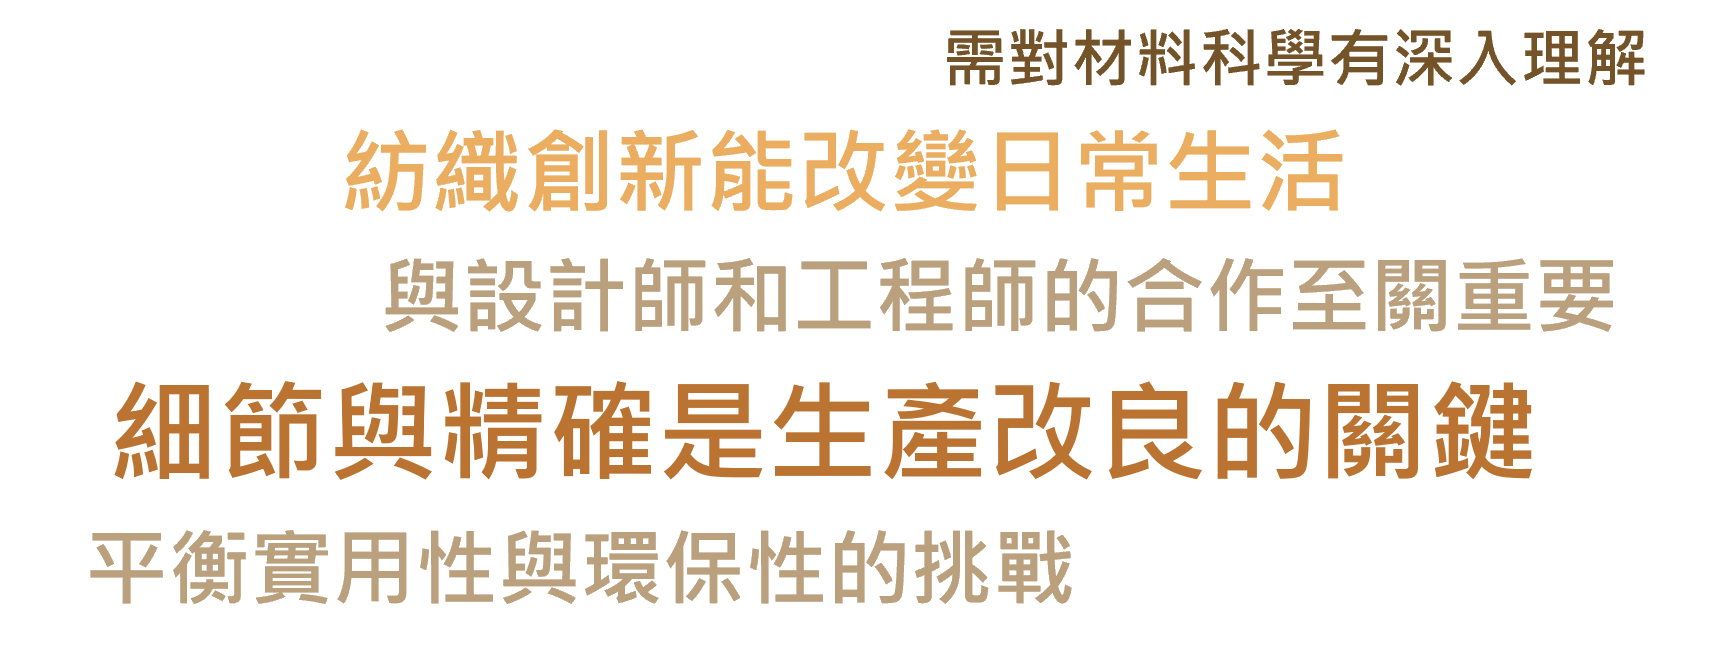 需對材料科學有深入理解
紡織創新能改變日常生活
與設計師和工程師的合作至關重要
細節與精確是生產改良的關鍵
平衡實用性與環保性的挑戰